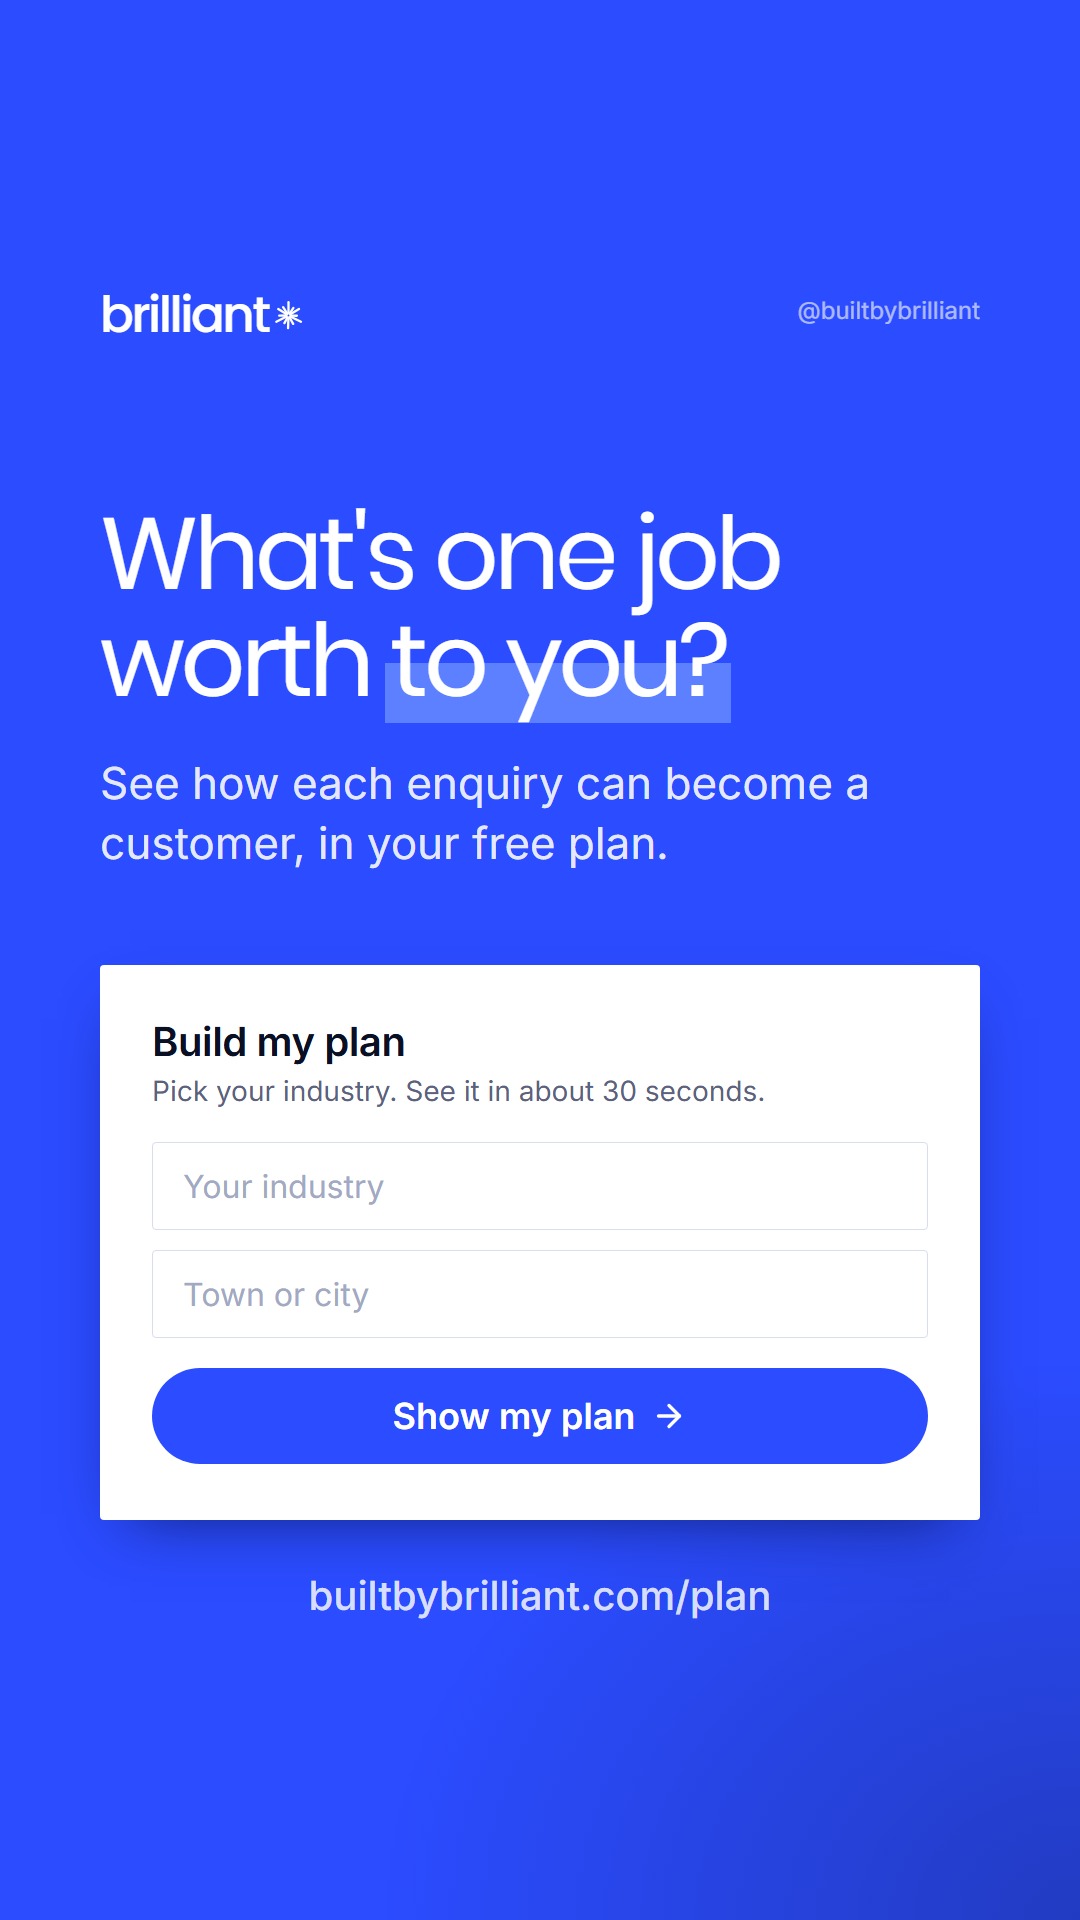 brilliant
@builtbybrilliant
What's one job
worth to you?
See how each enquiry can become a
customer, in your free plan.
Build my plan
Pick your industry. See it in about 30 seconds.
Your industry
Town or city
Show my plan →
builtbybrilliant.com/plan